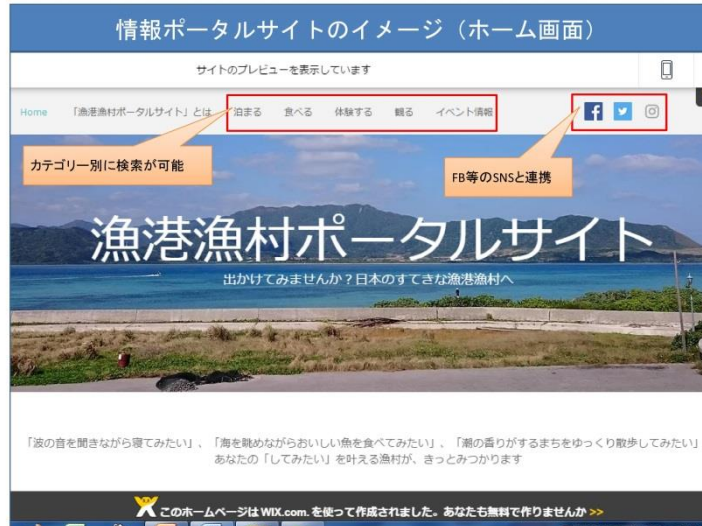 情報ポータルサイトのイメージ（ホーム画面）
サイトのプレビューを表示しています
Home 「漁港漁村ポータルサイト」とは 泊まる 食べる 体験する 観る イベント情報
カテゴリー別に検索が可能
FB等のSNSと連携
漁港漁村ポータルサイト
出かけてみませんか？日本のすてきな漁港漁村へ
「波の音を聞きながら寝てみたい」、「海を眺めながらおいしい魚を食べてみたい」、「潮の香りがするまちをゆっくり散歩してみたい」
あなたの「してみたい」を叶える漁村が、きっとみつかります
このホームページは WIX.com. を使って作成されました。あなたも無料で作りませんか >>